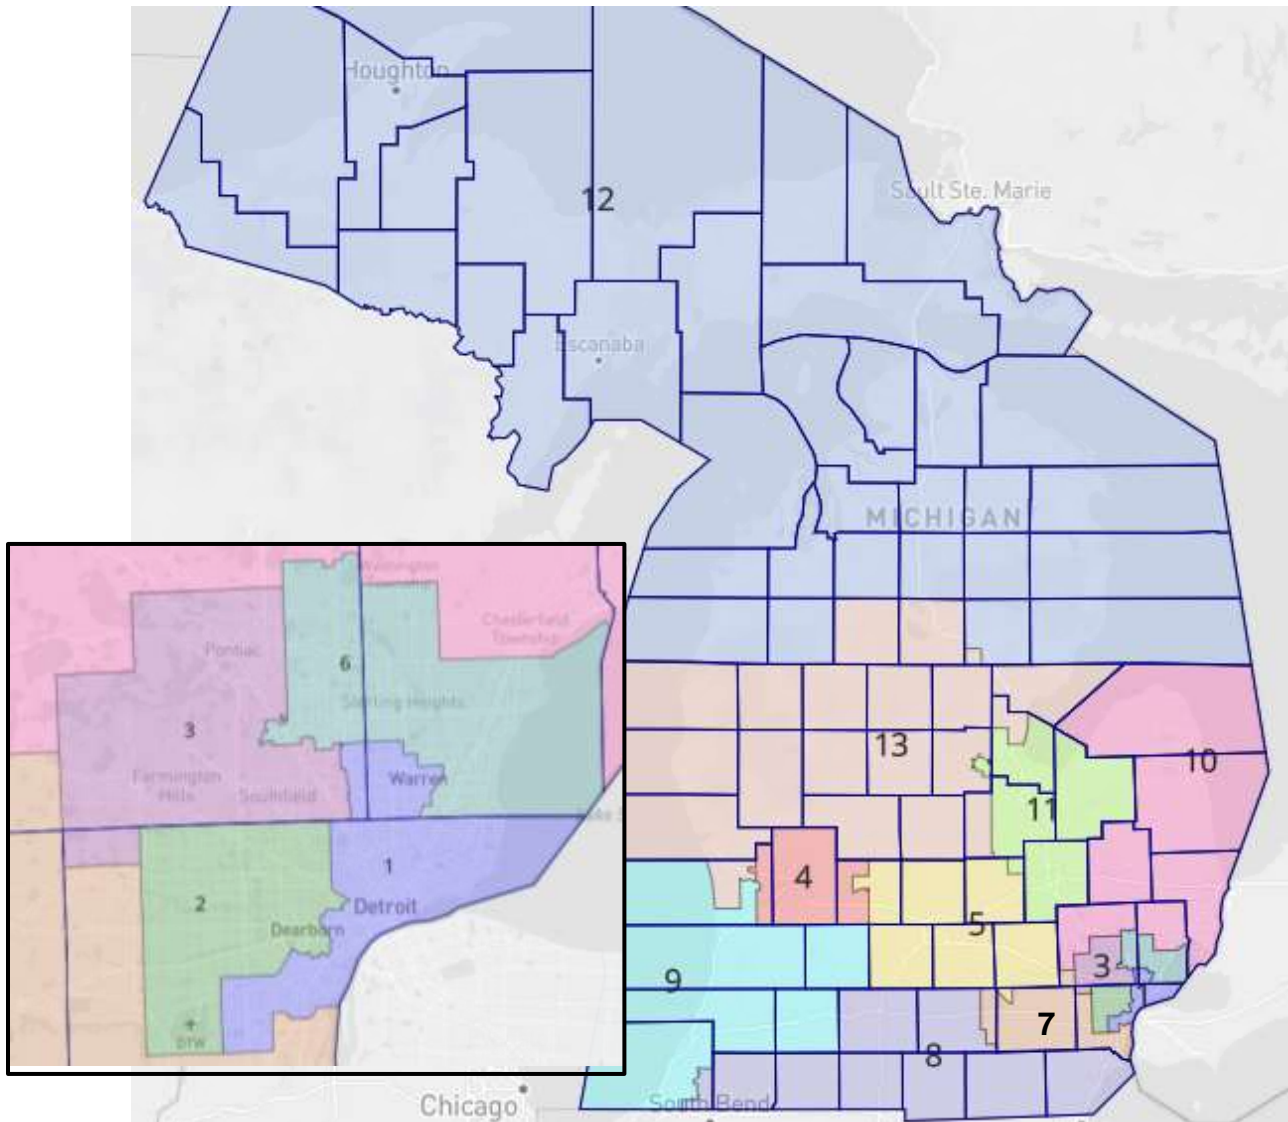 Houghton
12
Sault Ste. Marie
Escanaba
MICHIGAN
Washington
Chesterfield
Township
Pontiac
6
Sterling Heights
3
Farmington
Hills
Southfield
Warren
1
2
Detroit
Dearborn
DTW
13
10
11
4
5
9
3
7
8
Chicago
South Bend